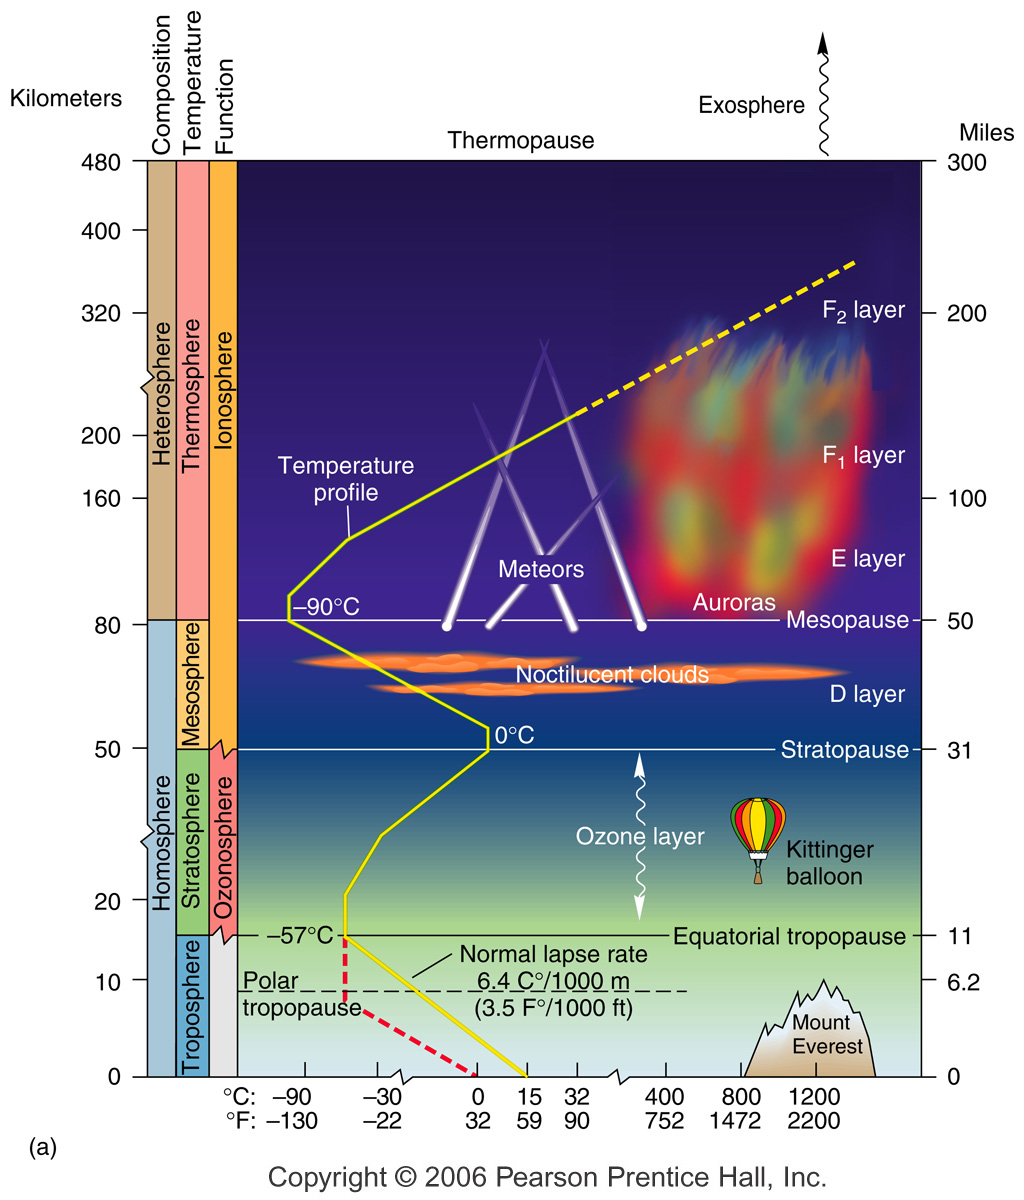 Kilometers
Composition
Temperature
Function
Exosphere
Thermopause
Miles
480
300
400
320
200
F2 layer
Heterosphere
Thermosphere
Ionosphere
200
F1 layer
Temperature
profile
160
100
E layer
Meteors
–90°C
Auroras
80
Mesopause
50
Mesosphere
Noctilucent clouds
D layer
0°C
50
Stratopause
31
Homosphere
Stratosphere
Ozonosphere
Ozone layer
Kittinger
balloon
20
–57°C
Equatorial tropopause
11
Normal lapse rate
6.4 C°/1000 m
(3.5 F°/1000 ft)
10
Polar
tropopause
6.2
Troposphere
Mount
Everest
0
0
°C: –90 –30 0 15 32 400 800 1200
°F: –130 –22 32 59 90 752 1472 2200
(a)
Copyright © 2006 Pearson Prentice Hall, Inc.